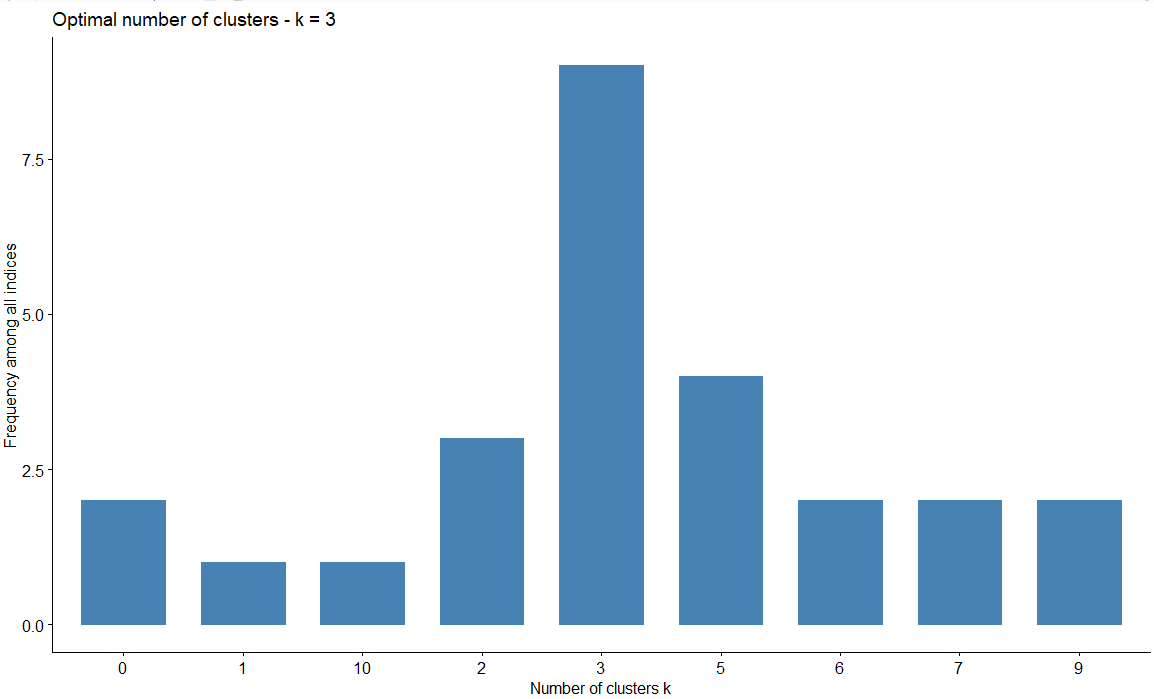 Optimal number of clusters - k = 3
Frequency among all indices
7.5
5.0
2.5
0.0
0 1 10 2 3 5 6 7 9
Number of clusters k